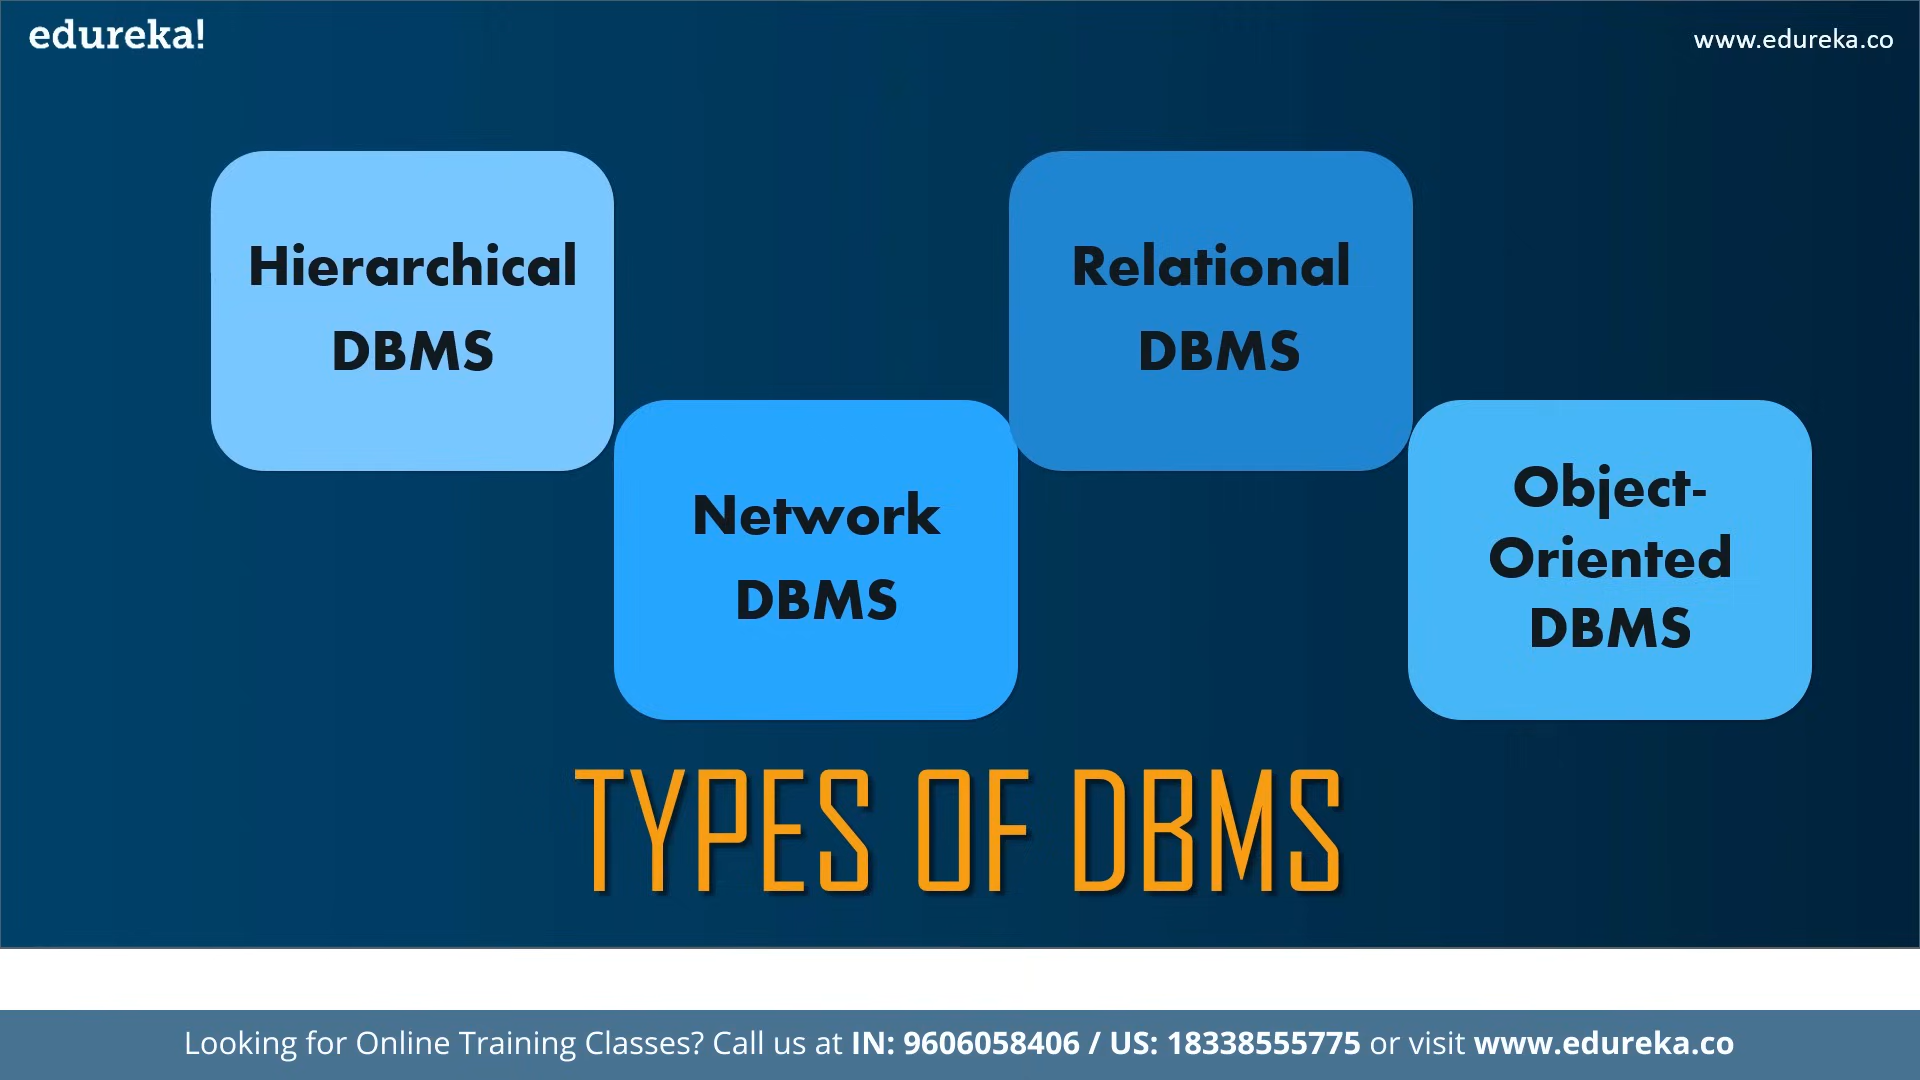 edureka!
www.edureka.co
Hierarchical
DBMS
Network
DBMS
Relational
DBMS
Object-
Oriented
DBMS
TYPES OF DBMS
Looking for Online Training Classes? Call us at IN: 9606058406 / US: 18338555775 or visit www.edureka.co